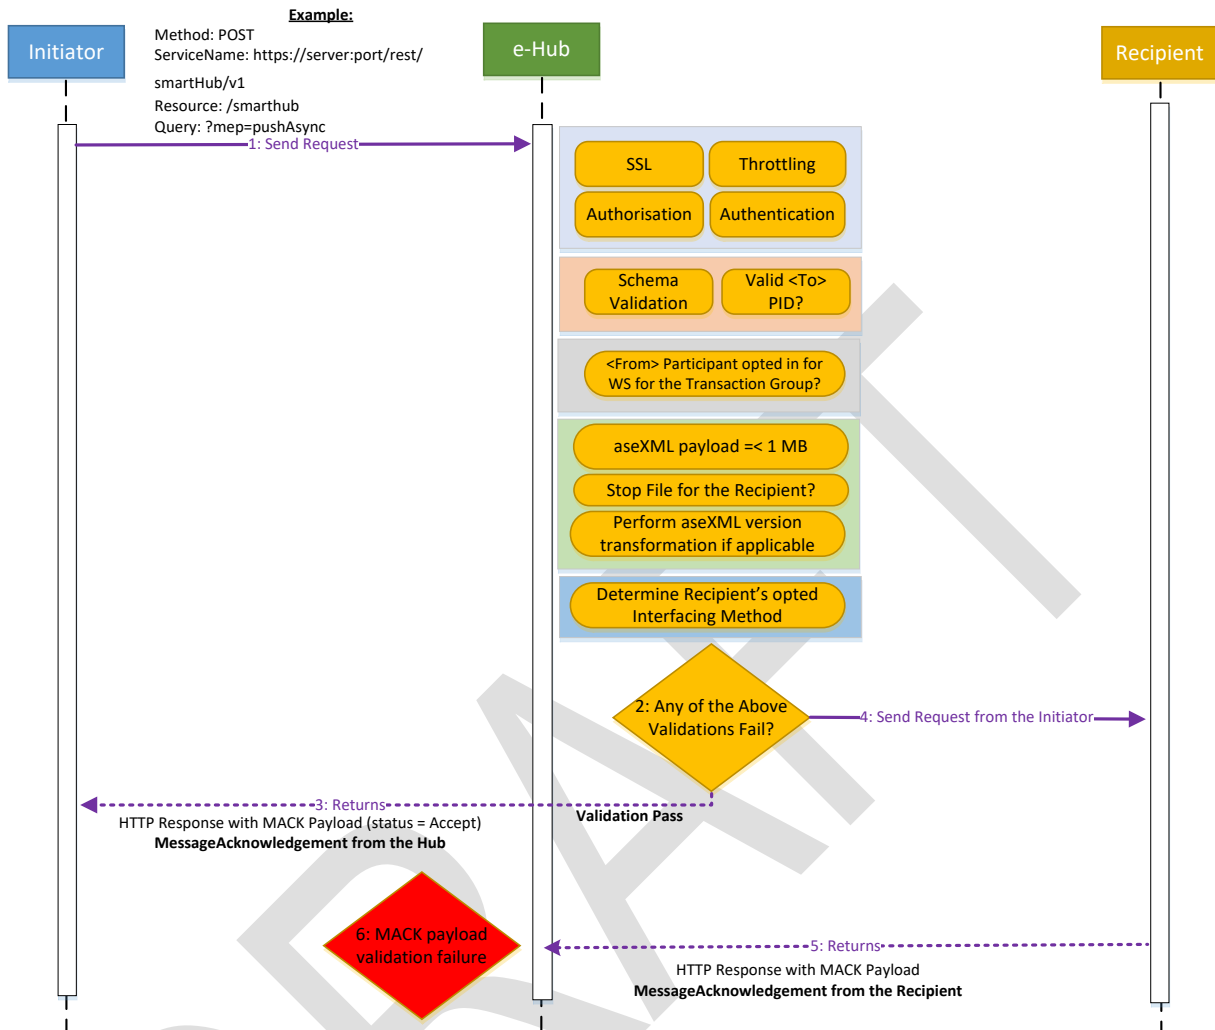 Example:
Initiator
Method: POST
ServiceName: https://server:port/rest/
smartHub/v1
Resource: /smarthub
Query: ?mep=pushAsync
e-Hub
Recipient
1: Send Request
SSL
Throttling
Authorisation
Authentication
Schema
Validation
Valid <To>
PID?
<From> Participant opted in for
WS for the Transaction Group?
aseXML payload =< 1 MB
Stop File for the Recipient?
Perform aseXML version
transformation if applicable
Determine Recipient's opted
Interfacing Method
2: Any of the Above
Validations Fail?
4: Send Request from the Initiator
3: Returns
HTTP Response with MACK Payload (status = Accept)
MessageAcknowledgement from the Hub
Validation Pass
6: MACK payload
validation failure
5: Returns
HTTP Response with MACK Payload
MessageAcknowledgement from the Recipient